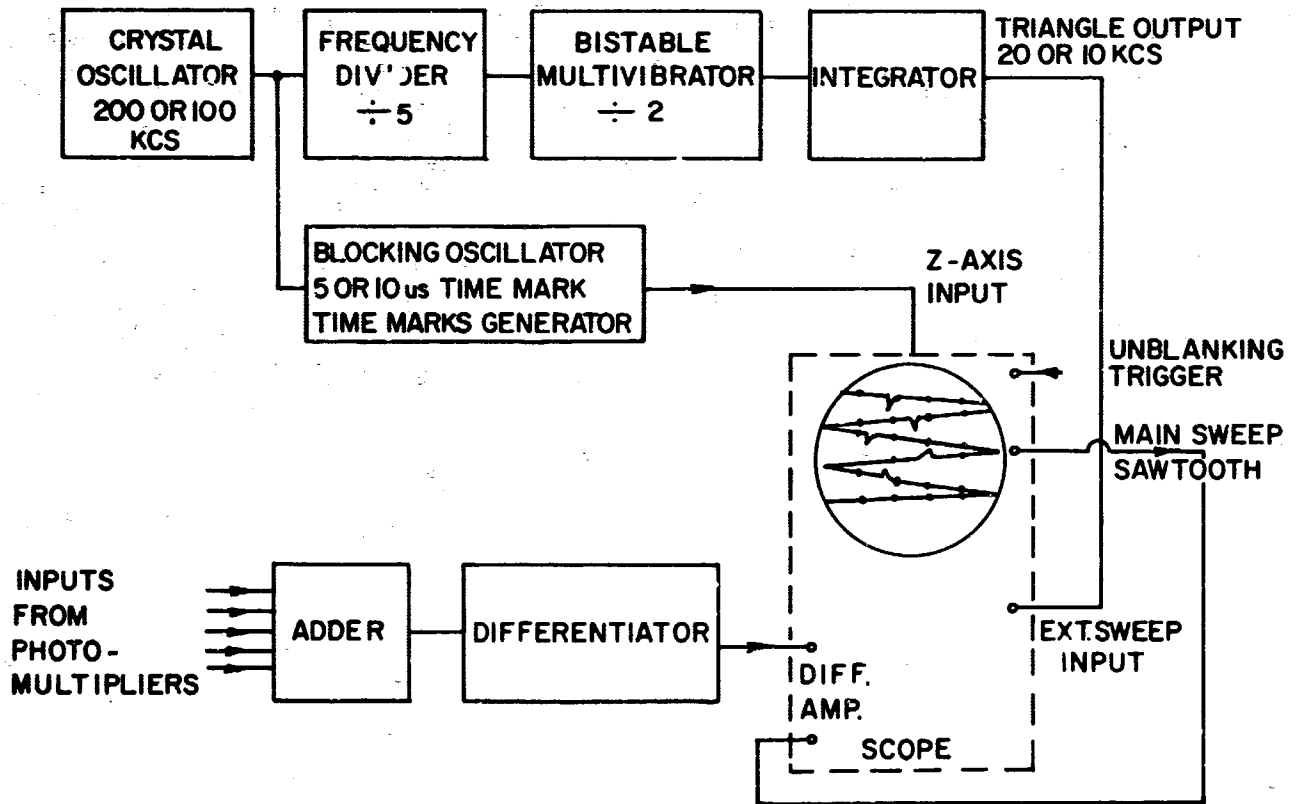 CRYSTAL
OSCILLATOR
200 OR 100
KCS
FREQUENCY
÷ 5
BISTABLE
MULTIVIBRATOR
÷ 2
INTEGRATOR
TRIANGLE OUTPUT
20 OR 10 KCS
BLOCKING OSCILLATOR
5 OR 10 us TIME MARK
TIME MARKS GENERATOR
Z-AXIS
INPUT
UNBLANKING
TRIGGER
MAIN SWEEP
SAWTOOTH
INPUTS
FROM
PHOTO-
MULTIPLIERS
ADDER
DIFFERENTIATOR
DIFF.
AMP.
EXT. SWEEP
INPUT
SCOPE